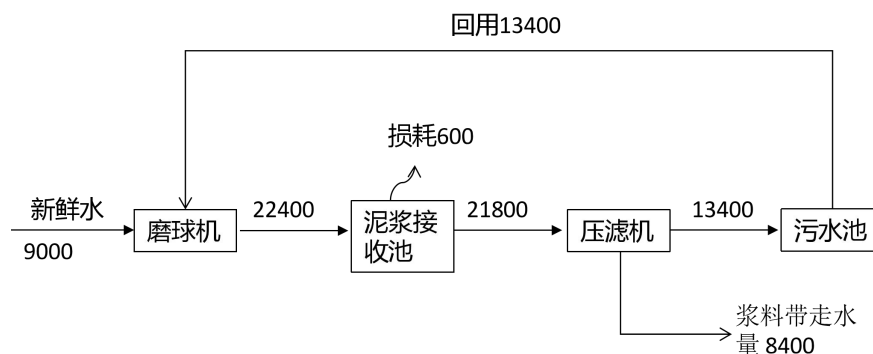 回用13400
损耗600
新鲜水
9000
磨球机
22400
泥浆接
收池
21800
压滤机
13400
污水池
浆料带走水
量 8400